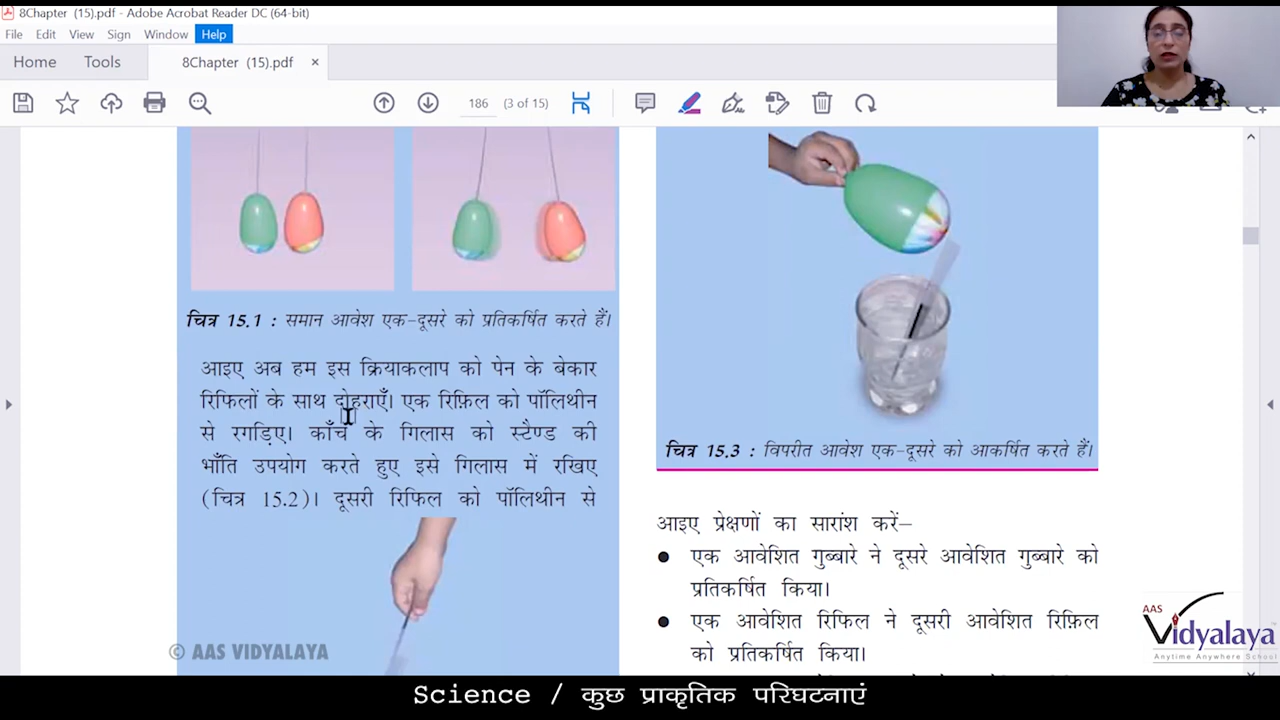 8Chapter (15).pdf - Adobe Acrobat Reader DC (64-bit)
File Edit View Sign Window Help
Home Tools 8Chapter (15).pdf ×
186 (3 of 15)
चित्र 15.1 : समान आवेश एक-दूसरे को प्रतिकर्षित करते हैं।
आइए अब हम इस क्रियाकलाप को पेन के बेकार
रिफिलों के साथ दोहराएँ। एक रिफ़िल को पॉलिथीन
से रगड़िए। काँच के गिलास को स्टैण्ड की
भाँति उपयोग करते हुए इसे गिलास में रखिए
(चित्र 15.2)। दूसरी रिफिल को पॉलिथीन से
© AAS VIDYALAYA
चित्र 15.3 : विपरीत आवेश एक-दूसरे को आकर्षित करते हैं।
आइए प्रेक्षणों का सारांश करें–
● एक आवेशित गुब्बारे ने दूसरे आवेशित गुब्बारे को
प्रतिकर्षित किया।
● एक आवेशित रिफिल ने दूसरी आवेशित रिफ़िल
को प्रतिकर्षित किया।
AAS
Vidyalaya
Anytime Anywhere School
Science / कुछ प्राकृतिक परिघटनाएं